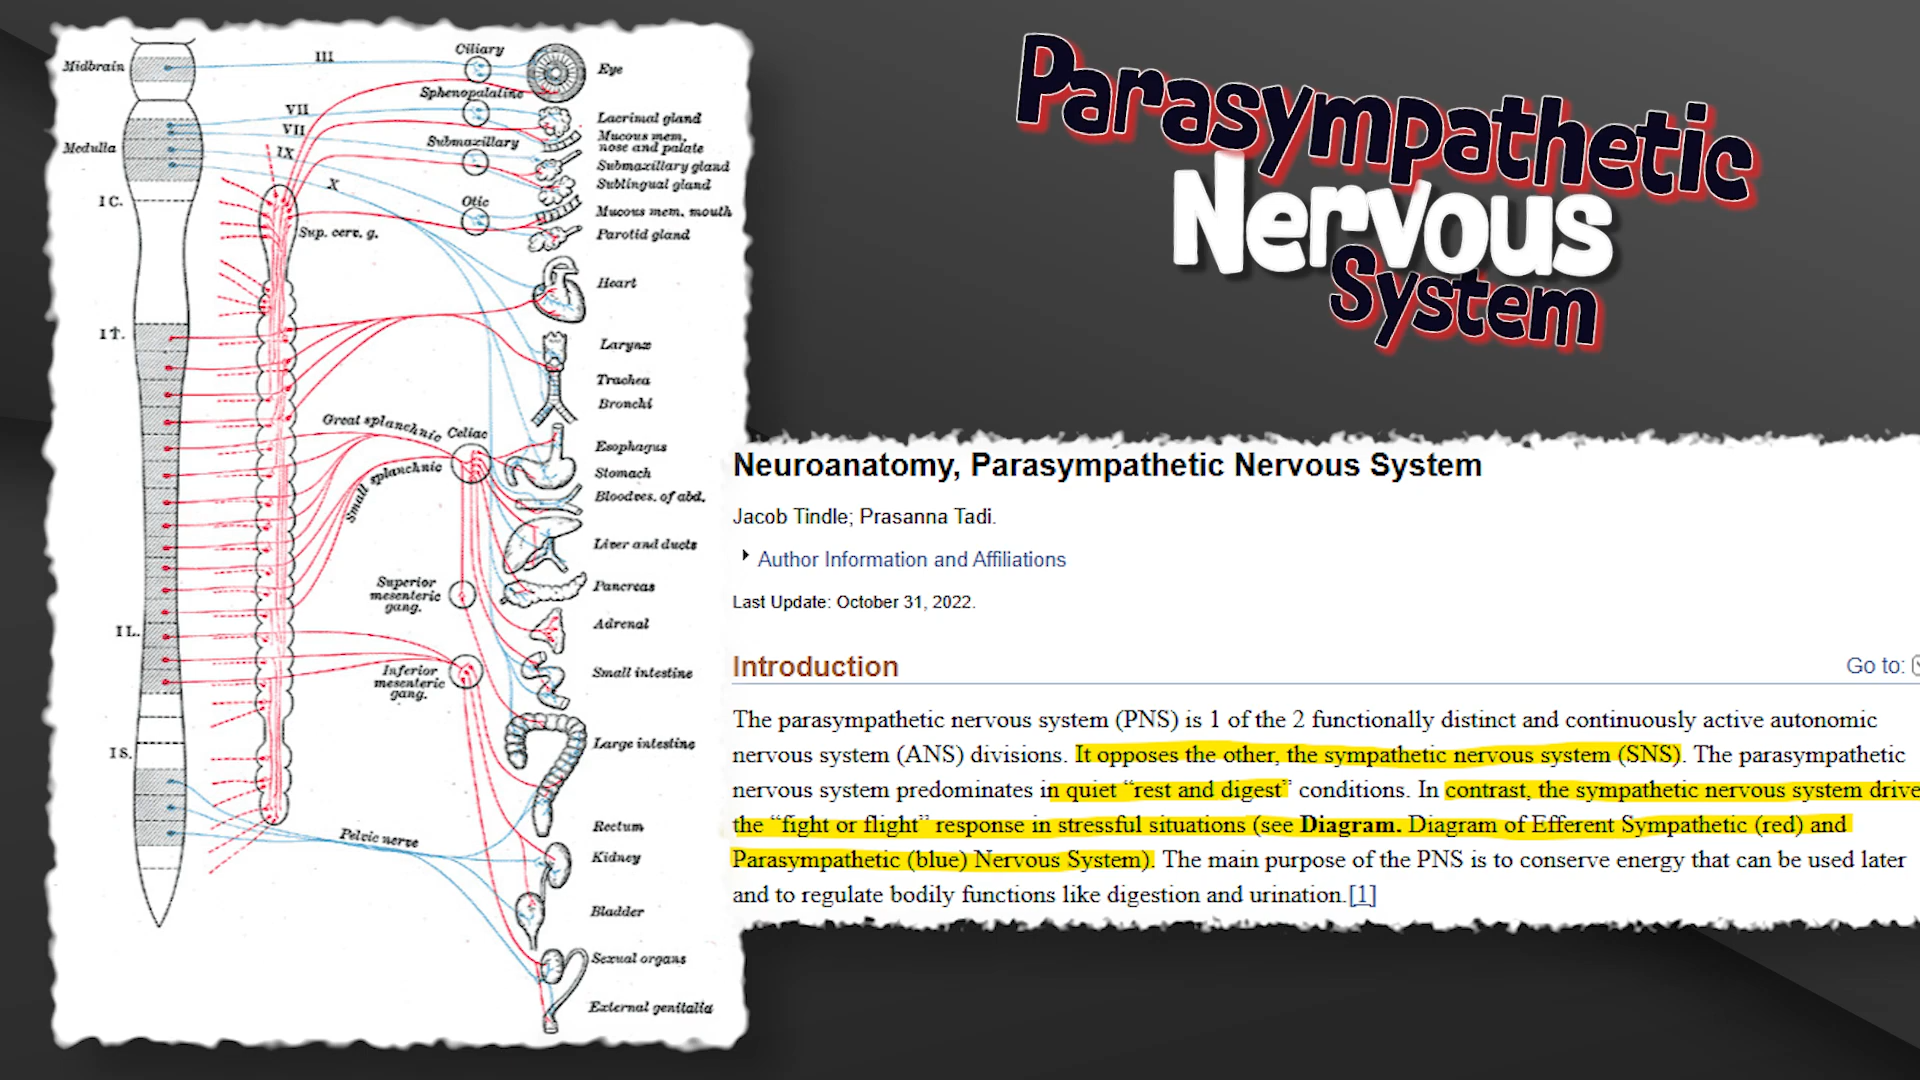 Midbrain
III
Ciliary
Eye
Sphenopalatine
VII
Lacrimal gland
VII
Mucous mem.
nose and palate
Medulla
IX
Submaxillary
Submaxillary gland
X
Sublingual gland
I C.
Otic
Mucous mem. mouth
Sup. cerv. g.
Parotid gland
Heart
I T.
Larynx
Trachea
Bronchi
Great splanchnic
Celiac
Esophagus
Small splanchnic
Stomach
Bloodves. of abd.
Liver and ducts
Superior
mesenteric
gang.
Pancreas
I L.
Adrenal
Inferior
mesenteric
gang.
Small intestine
I S.
Large intestine
Pelvic nerve
Rectum
Kidney
Bladder
Sexual organs
External genitalia
Parasympathetic
Nervous
System
Neuroanatomy, Parasympathetic Nervous System
Jacob Tindle; Prasanna Tadi.
Author Information and Affiliations
Last Update: October 31, 2022.
Introduction
Go to:
The parasympathetic nervous system (PNS) is 1 of the 2 functionally distinct and continuously active autonomic
nervous system (ANS) divisions. It opposes the other, the sympathetic nervous system (SNS). The parasympathetic
nervous system predominates in quiet “rest and digest” conditions. In contrast, the sympathetic nervous system drive
the “fight or flight” response in stressful situations (see Diagram. Diagram of Efferent Sympathetic (red) and
Parasympathetic (blue) Nervous System). The main purpose of the PNS is to conserve energy that can be used later
and to regulate bodily functions like digestion and urination.[1]